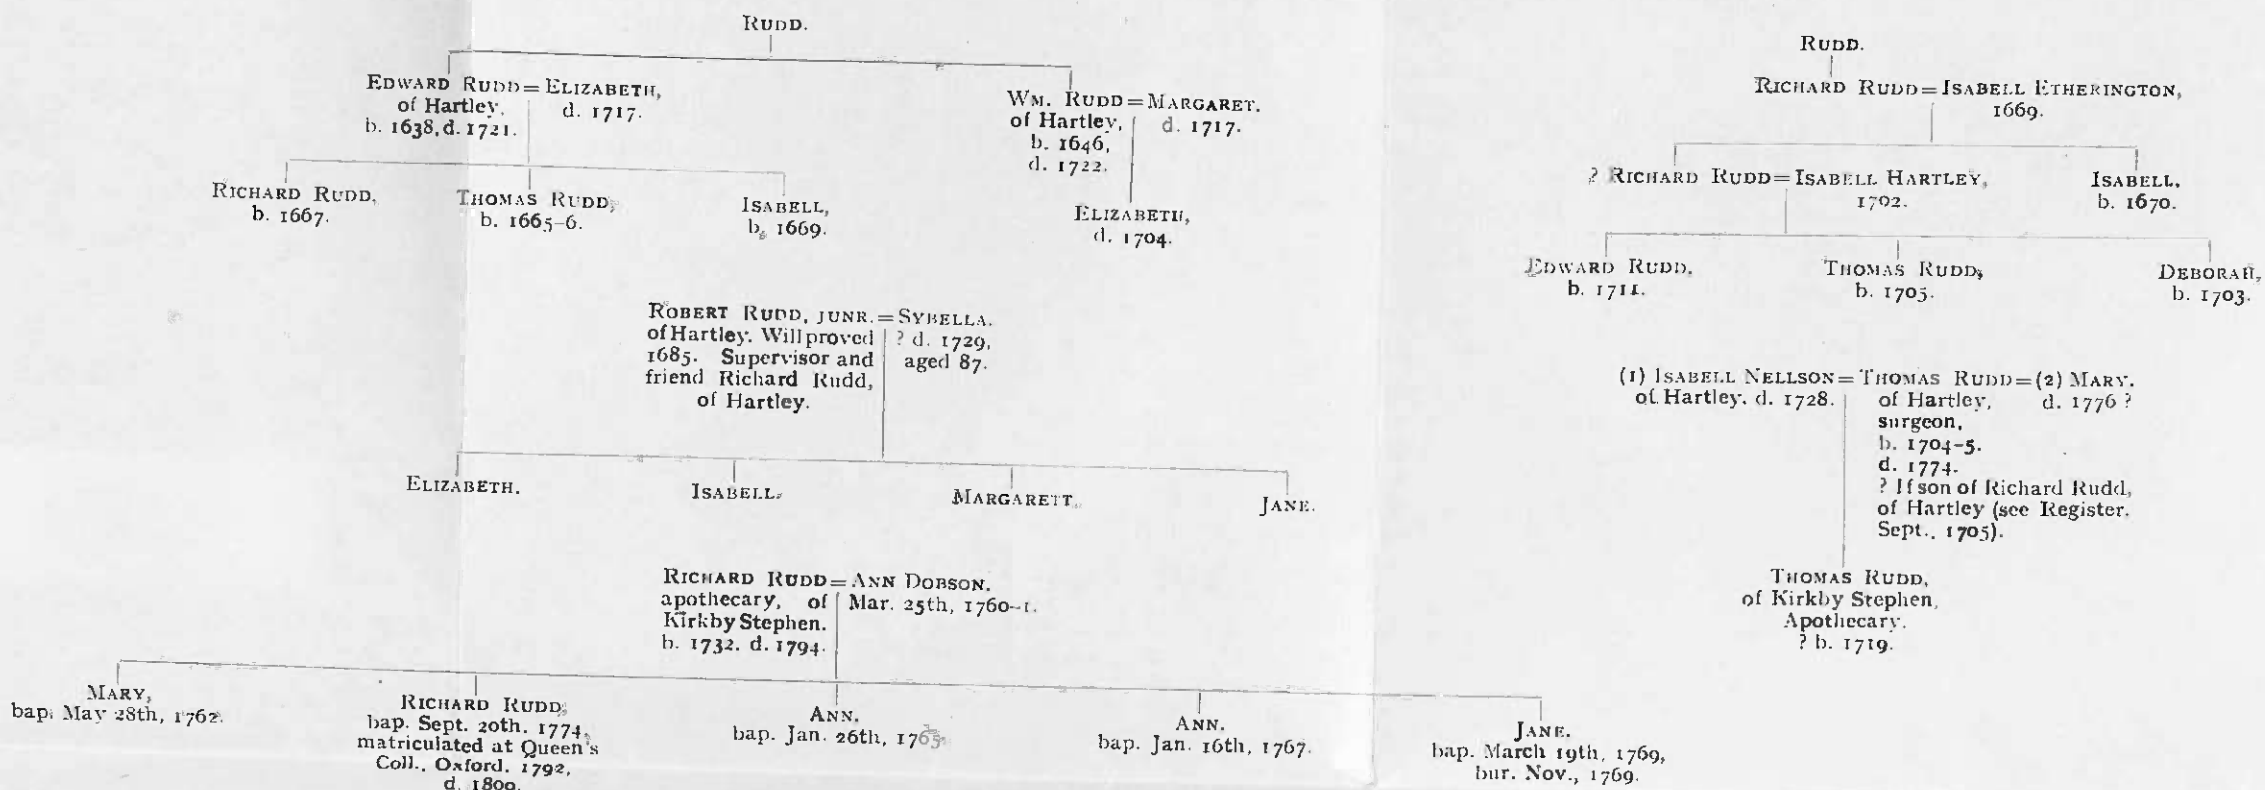 RUDD.
EDWARD RUDD = ELIZABETH,
of Hartley. d. 1717.
b. 1638, d. 1721.
WM. RUDD = MARGARET.
of Hartley, d. 1717.
b. 1646,
d. 1722.
RICHARD RUDD,
b. 1667.
THOMAS RUDD,
b. 1665-6.
ISABELL,
b. 1669.
ELIZABETH,
d. 1704.
RUDD.
RICHARD RUDD = ISABELL ETHERINGTON,
1669.
? RICHARD RUDD = ISABELL HARTLEY,
1702.
ISABELL,
b. 1670.
EDWARD RUDD.
b. 1711.
THOMAS RUDD,
b. 1705.
DEBORAH,
b. 1703.
ROBERT RUDD, JUNR. = SYBELLA.
of Hartley. Will proved ? d. 1729,
1685. Supervisor and aged 87.
friend Richard Rudd,
of Hartley.
ELIZABETH.
ISABELL.
MARGARETT.
JANE.
(1) ISABELL NELLSON = THOMAS RUDD = (2) MARY.
of Hartley. d. 1728. of Hartley, d. 1776 ?
surgeon,
b. 1704-5.
d. 1774.
? If son of Richard Rudd,
of Hartley (see Register.
Sept., 1705).
THOMAS RUDD,
of Kirkby Stephen,
Apothecary.
? b. 1719.
RICHARD RUDD = ANN DOBSON.
apothecary, of Mar. 25th, 1760-1.
Kirkby Stephen.
b. 1732. d. 1794.
MARY,
bap. May 28th, 1762.
RICHARD RUDD,
bap. Sept. 20th. 1774,
matriculated at Queen's
Coll., Oxford. 1792,
d. 1809.
ANN.
bap. Jan. 26th,
ANN.
bap. Jan. 16th, 1767.
JANE.
bap. March 19th, 1769,
bur. Nov., 1769.